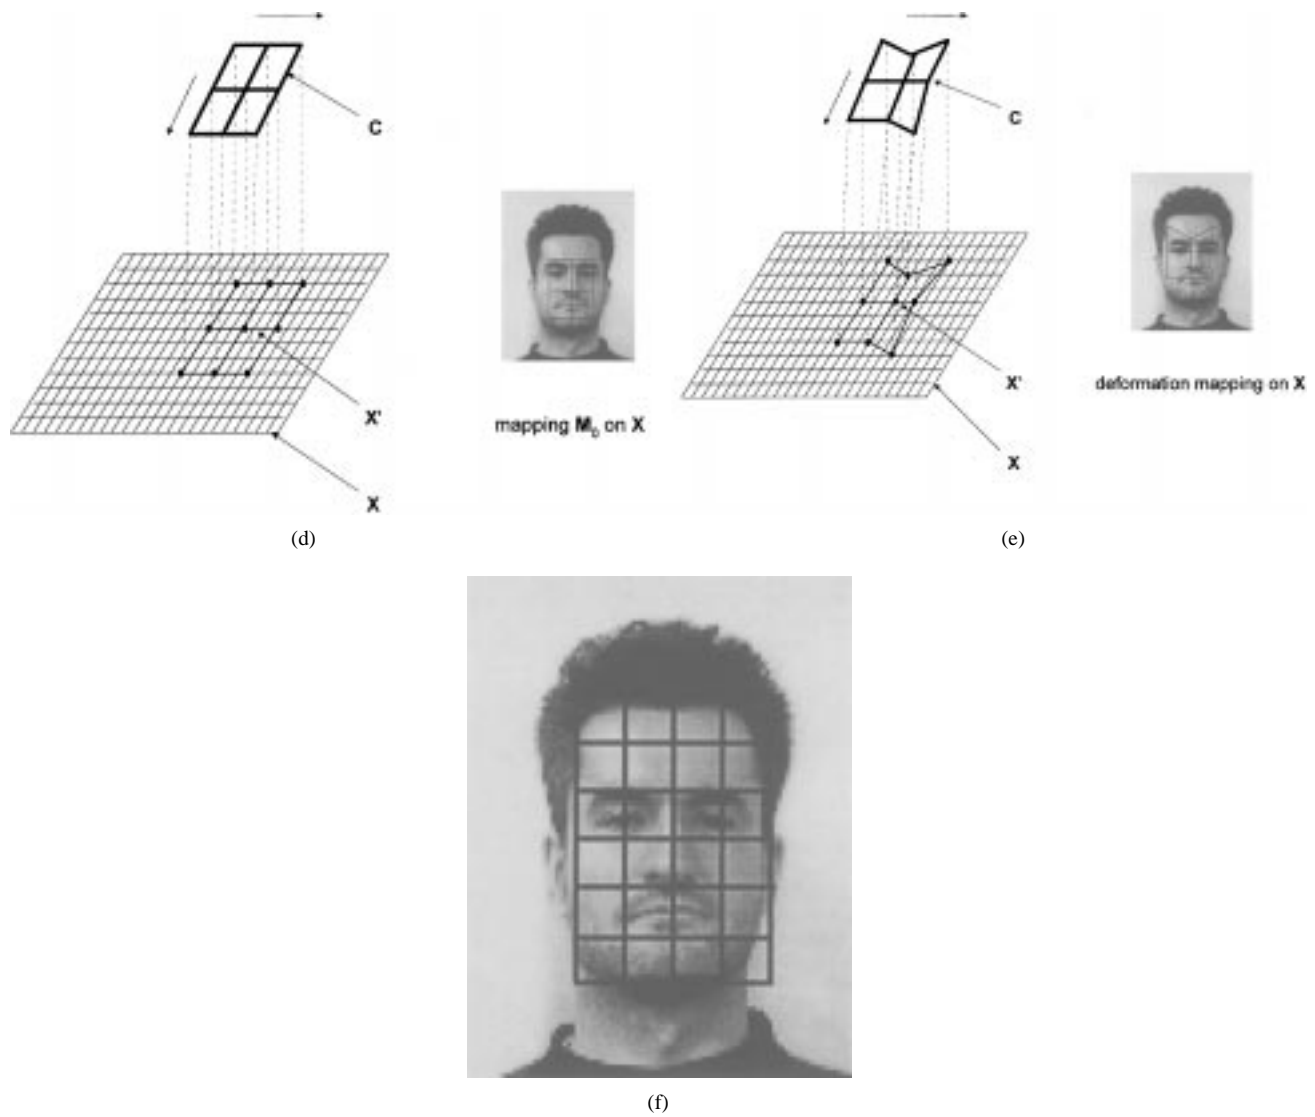 C
X'
X
mapping M₀ on X
(d)
C
X'
X
deformation mapping on X
(e)
(f)